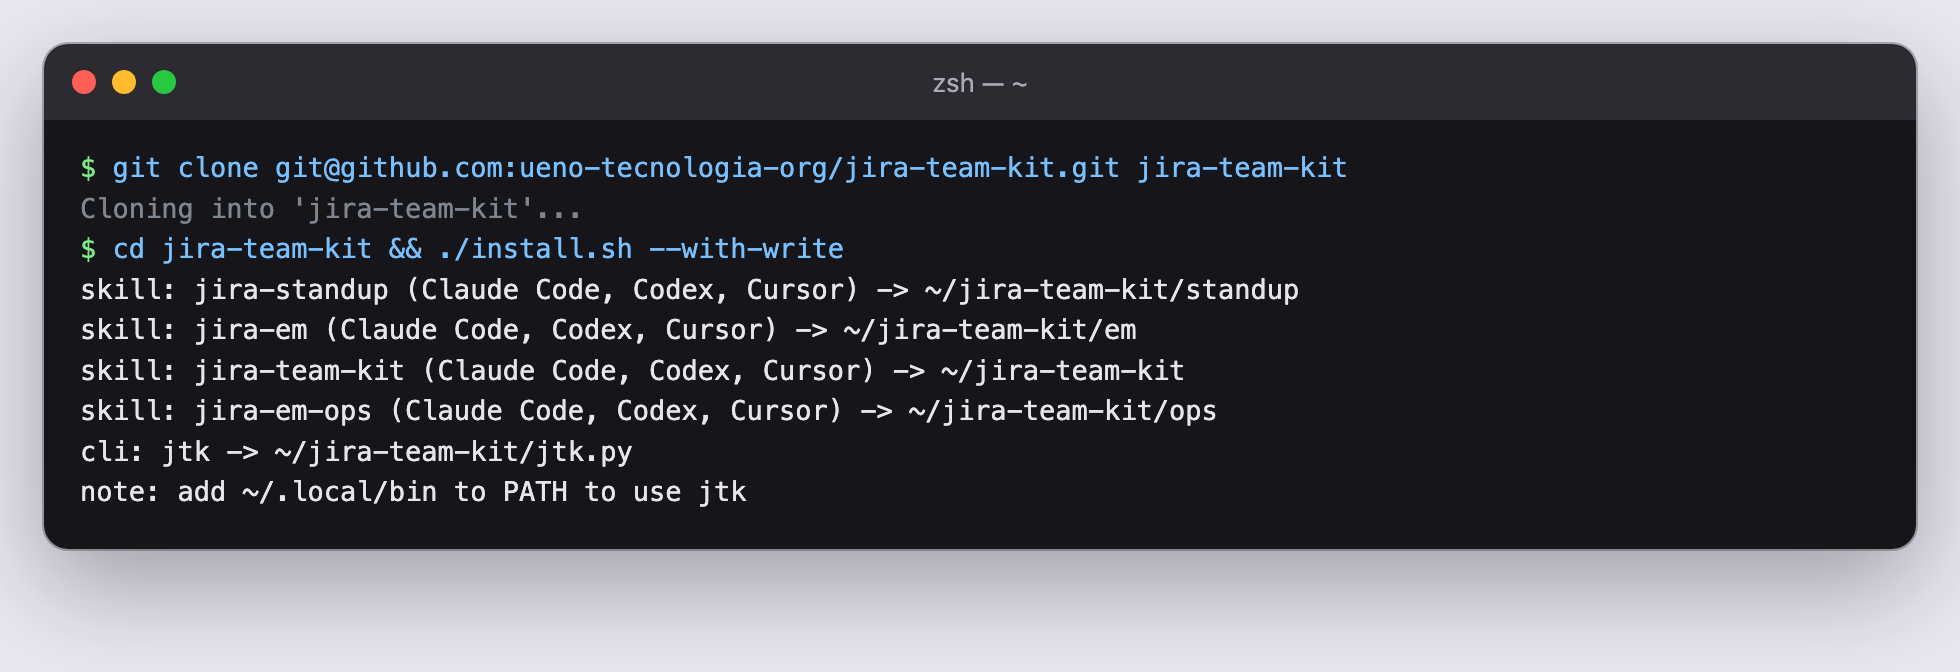 zsh — ~
$ git clone git@github.com:ueno-tecnologia-org/jira-team-kit.git jira-team-kit
Cloning into 'jira-team-kit'...
$ cd jira-team-kit && ./install.sh --with-write
skill: jira-standup (Claude Code, Codex, Cursor) -> ~/jira-team-kit/standup
skill: jira-em (Claude Code, Codex, Cursor) -> ~/jira-team-kit/em
skill: jira-team-kit (Claude Code, Codex, Cursor) -> ~/jira-team-kit
skill: jira-em-ops (Claude Code, Codex, Cursor) -> ~/jira-team-kit/ops
cli: jtk -> ~/jira-team-kit/jtk.py
note: add ~/.local/bin to PATH to use jtk